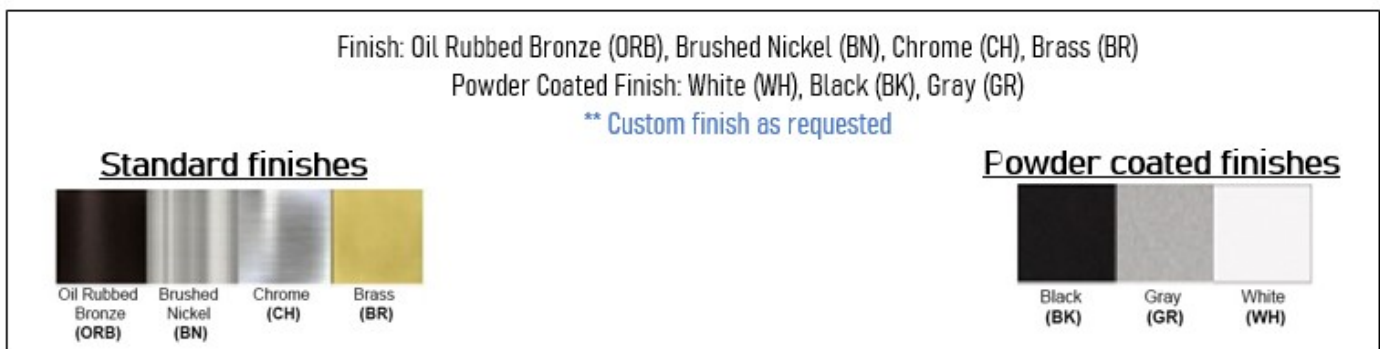 Finish: Oil Rubbed Bronze (ORB), Brushed Nickel (BN), Chrome (CH), Brass (BR)
Powder Coated Finish: White (WH), Black (BK), Gray (GR)
** Custom finish as requested
Standard finishes
Oil Rubbed
Bronze
(ORB)
Brushed
Nickel
(BN)
Chrome
(CH)
Brass
(BR)
Powder coated finishes
Black
(BK)
Gray
(GR)
White
(WH)